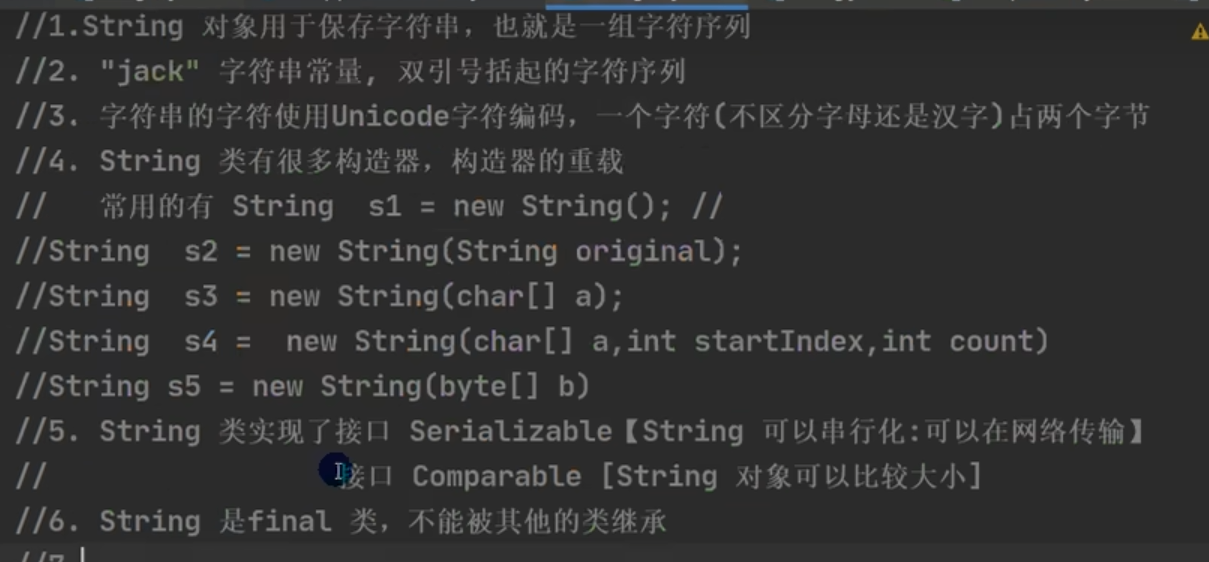 //1.String 对象用于保存字符串，也就是一组字符序列
//2. "jack" 字符串常量, 双引号括起的字符序列
//3. 字符串的字符使用Unicode字符编码，一个字符(不区分字母还是汉字)占两个字节
//4. String 类有很多构造器，构造器的重载
//   常用的有 String  s1 = new String(); //
//String  s2 = new String(String original);
//String  s3 = new String(char[] a);
//String  s4 =  new String(char[] a,int startIndex,int count)
//String s5 = new String(byte[] b)
//5. String 类实现了接口 Serializable【String 可以串行化:可以在网络传输】
//                 接口 Comparable [String 对象可以比较大小]
//6. String 是final 类，不能被其他的类继承
//7